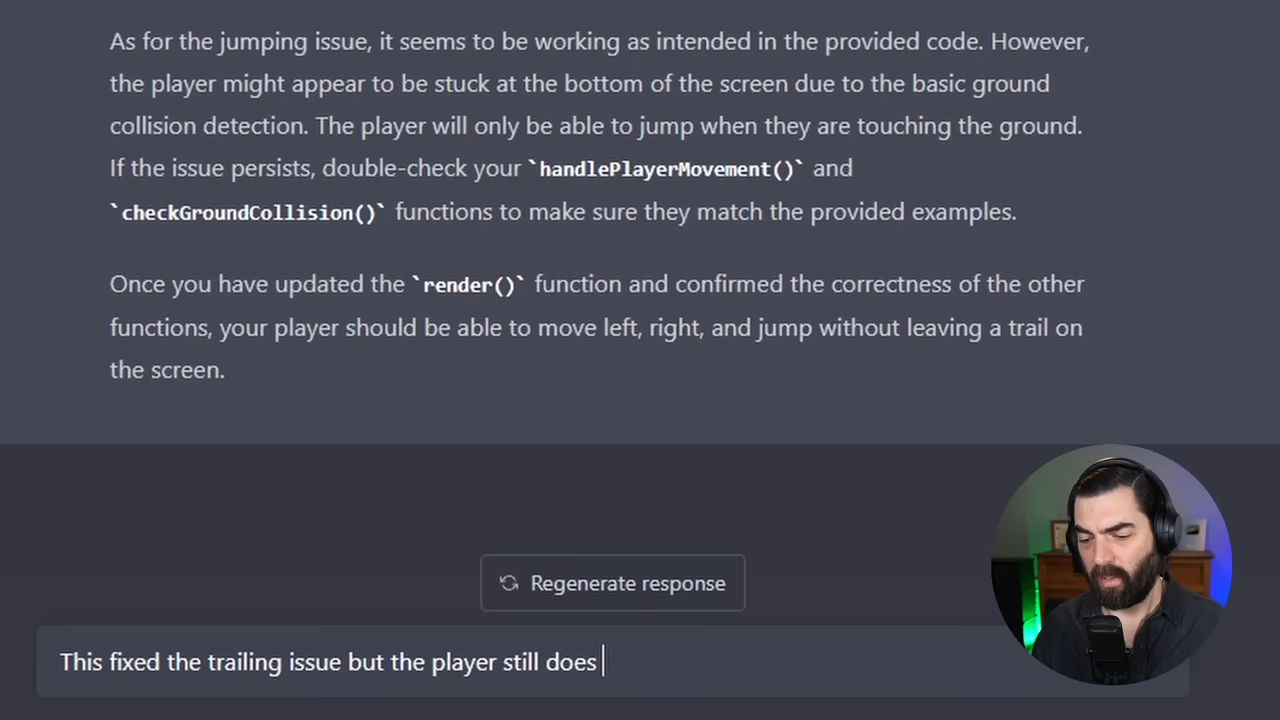 As for the jumping issue, it seems to be working as intended in the provided code. However,
the player might appear to be stuck at the bottom of the screen due to the basic ground
collision detection. The player will only be able to jump when they are touching the ground.
If the issue persists, double-check your `handlePlayerMovement()` and
`checkGroundCollision()` functions to make sure they match the provided examples.
Once you have updated the `render()` function and confirmed the correctness of the other
functions, your player should be able to move left, right, and jump without leaving a trail on
the screen.
Regenerate response
This fixed the trailing issue but the player still does